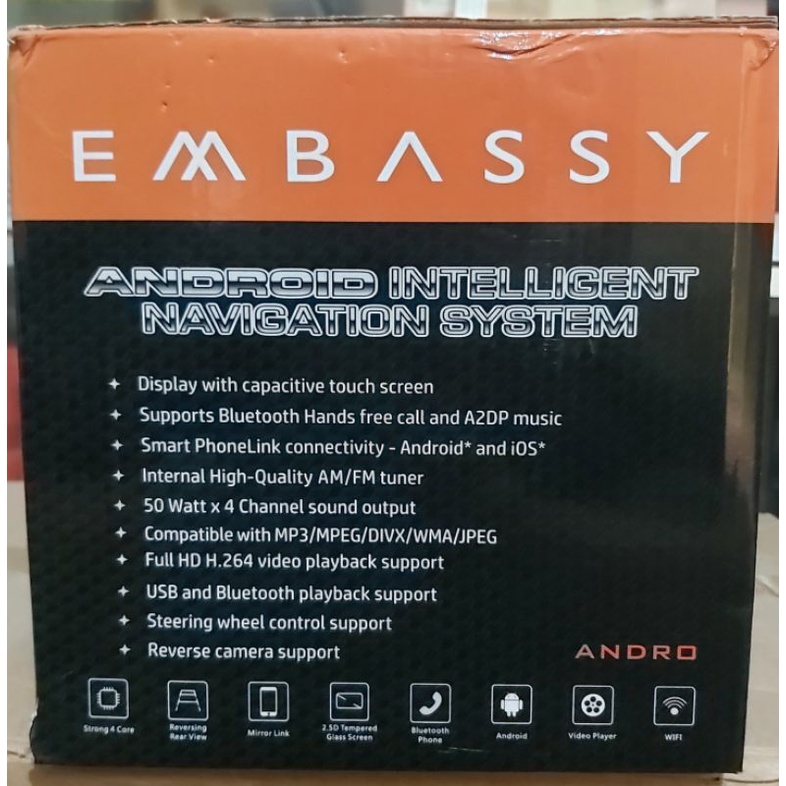 EMBASSY
ANDROID INTELLIGENT
NAVIGATION SYSTEM
Display with capacitive touch screen
Supports Bluetooth Hands free call and A2DP music
Smart PhoneLink connectivity - Android* and iOS*
Internal High-Quality AM/FM tuner
50 Watt x 4 Channel sound output
Compatible with MP3/MPEG/DIVX/WMA/JPEG
Full HD H.264 video playback support
USB and Bluetooth playback support
Steering wheel control support
Reverse camera support
ANDRO
Strong 4 Core
Reversing
Rear View
Mirror Link
2.5D Tempered
Glass Screen
Bluetooth
Phone
Android
Video Player
WIFI